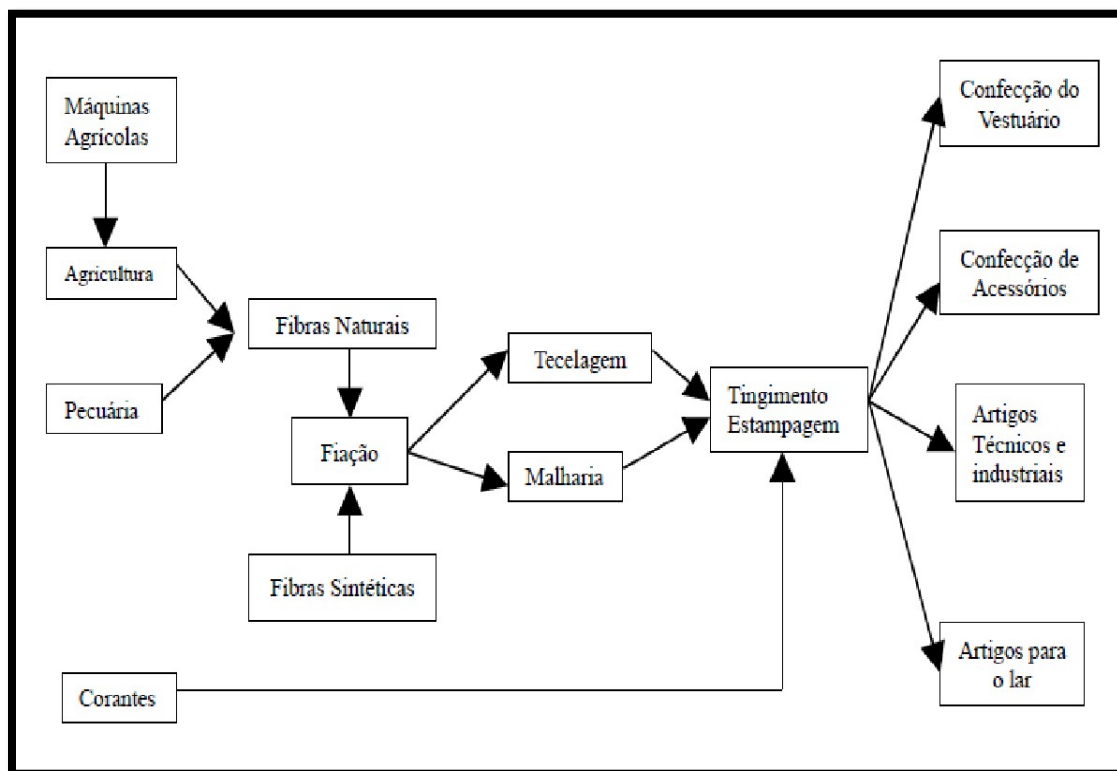 Máquinas
Agrícolas
Agricultura
Pecuária
Fibras Naturais
Fiação
Fibras Sintéticas
Corantes
Tecelagem
Malharia
Tingimento
Estampagem
Confecção do
Vestuário
Confecção de
Acessórios
Artigos
Técnicos e
industriais
Artigos para
o lar